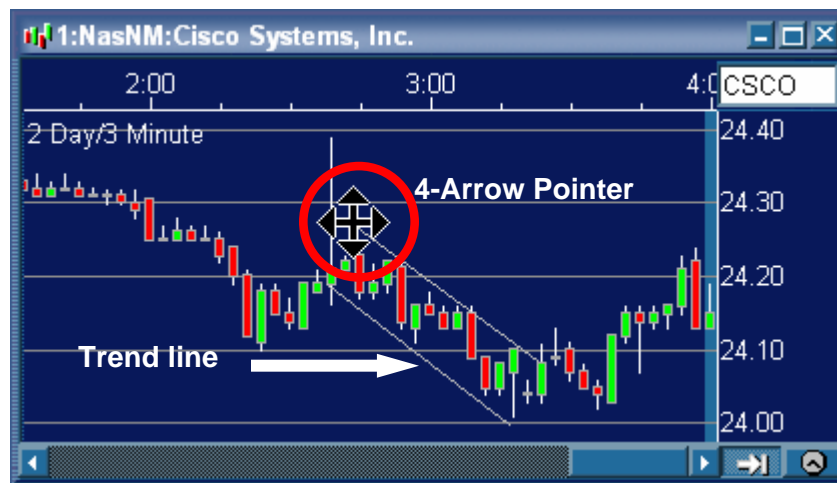 1:NasNM:Cisco Systems, Inc.
2:00 3:00 4:0 CSCO
2 Day/3 Minute
24.40
4-Arrow Pointer
24.30
24.20
Trend line
24.10
24.00